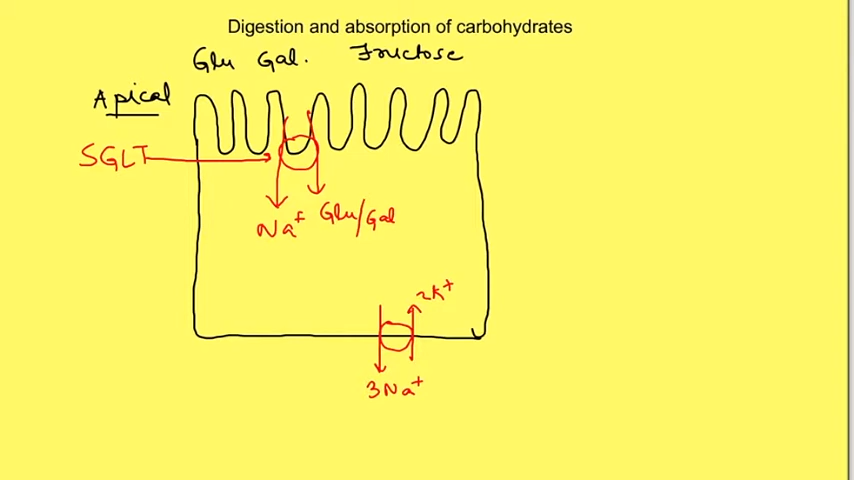 Digestion and absorption of carbohydrates
Glu Gal. Fructose
Apical
SGLT
Na+ Glu/Gal
2K+
3Na+